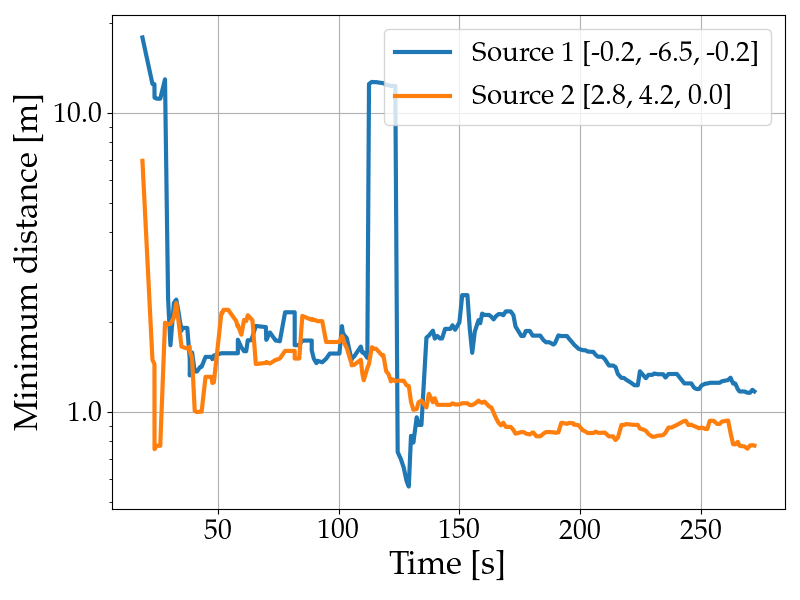 Source 1 [-0.2, -6.5, -0.2]
Source 2 [2.8, 4.2, 0.0]
Minimum distance [m]
10.0
1.0
50 100 150 200 250
Time [s]